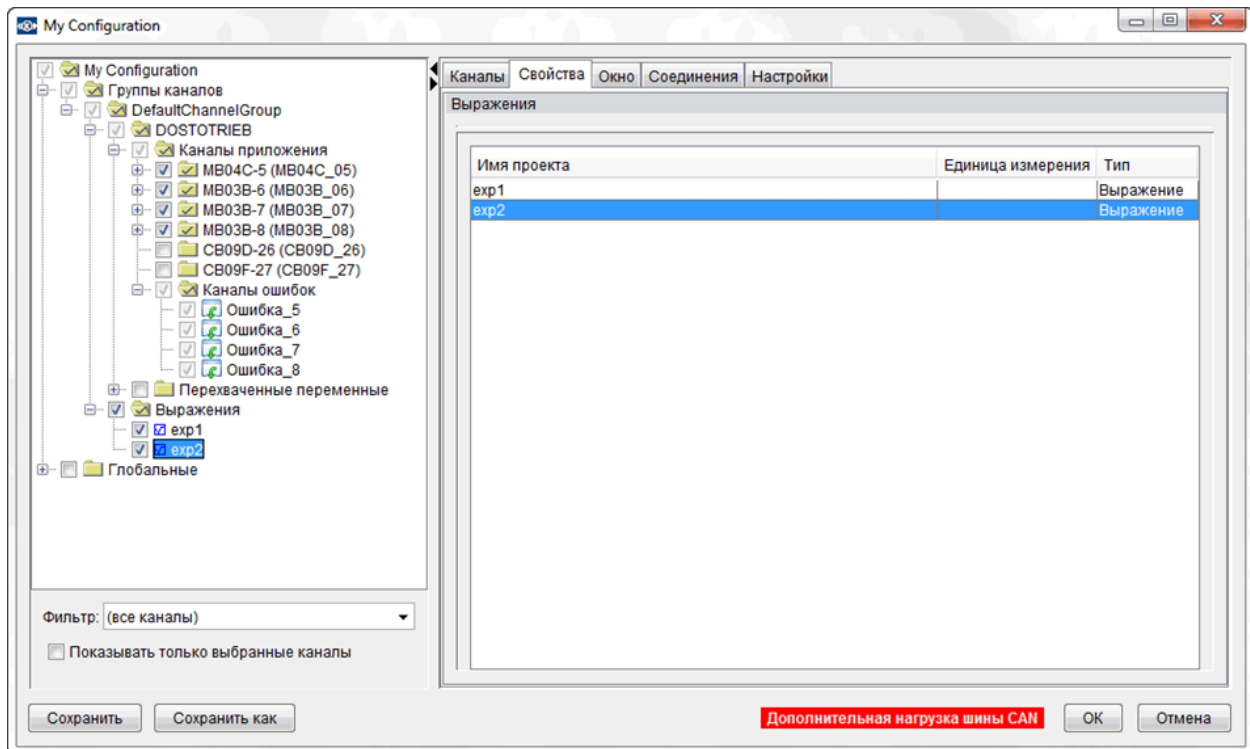 My Configuration
My Configuration
Группы каналов
DefaultChannelGroup
DOSTOTRIEB
Каналы приложения
MB04C-5 (MB04C_05)
MB03B-6 (MB03B_06)
MB03B-7 (MB03B_07)
MB03B-8 (MB03B_08)
CB09D-26 (CB09D_26)
CB09F-27 (CB09F_27)
Каналы ошибок
Ошибка_5
Ошибка_6
Ошибка_7
Ошибка_8
Перехваченные переменные
Выражения
exp1
exp2
Глобальные
Фильтр: (все каналы)
Показывать только выбранные каналы
Каналы Свойства Окно Соединения Настройки
Выражения
Имя проекта Единица измерения Тип
exp1 Выражение
exp2 Выражение
Сохранить Сохранить как Дополнительная нагрузка шины CAN OK Отмена